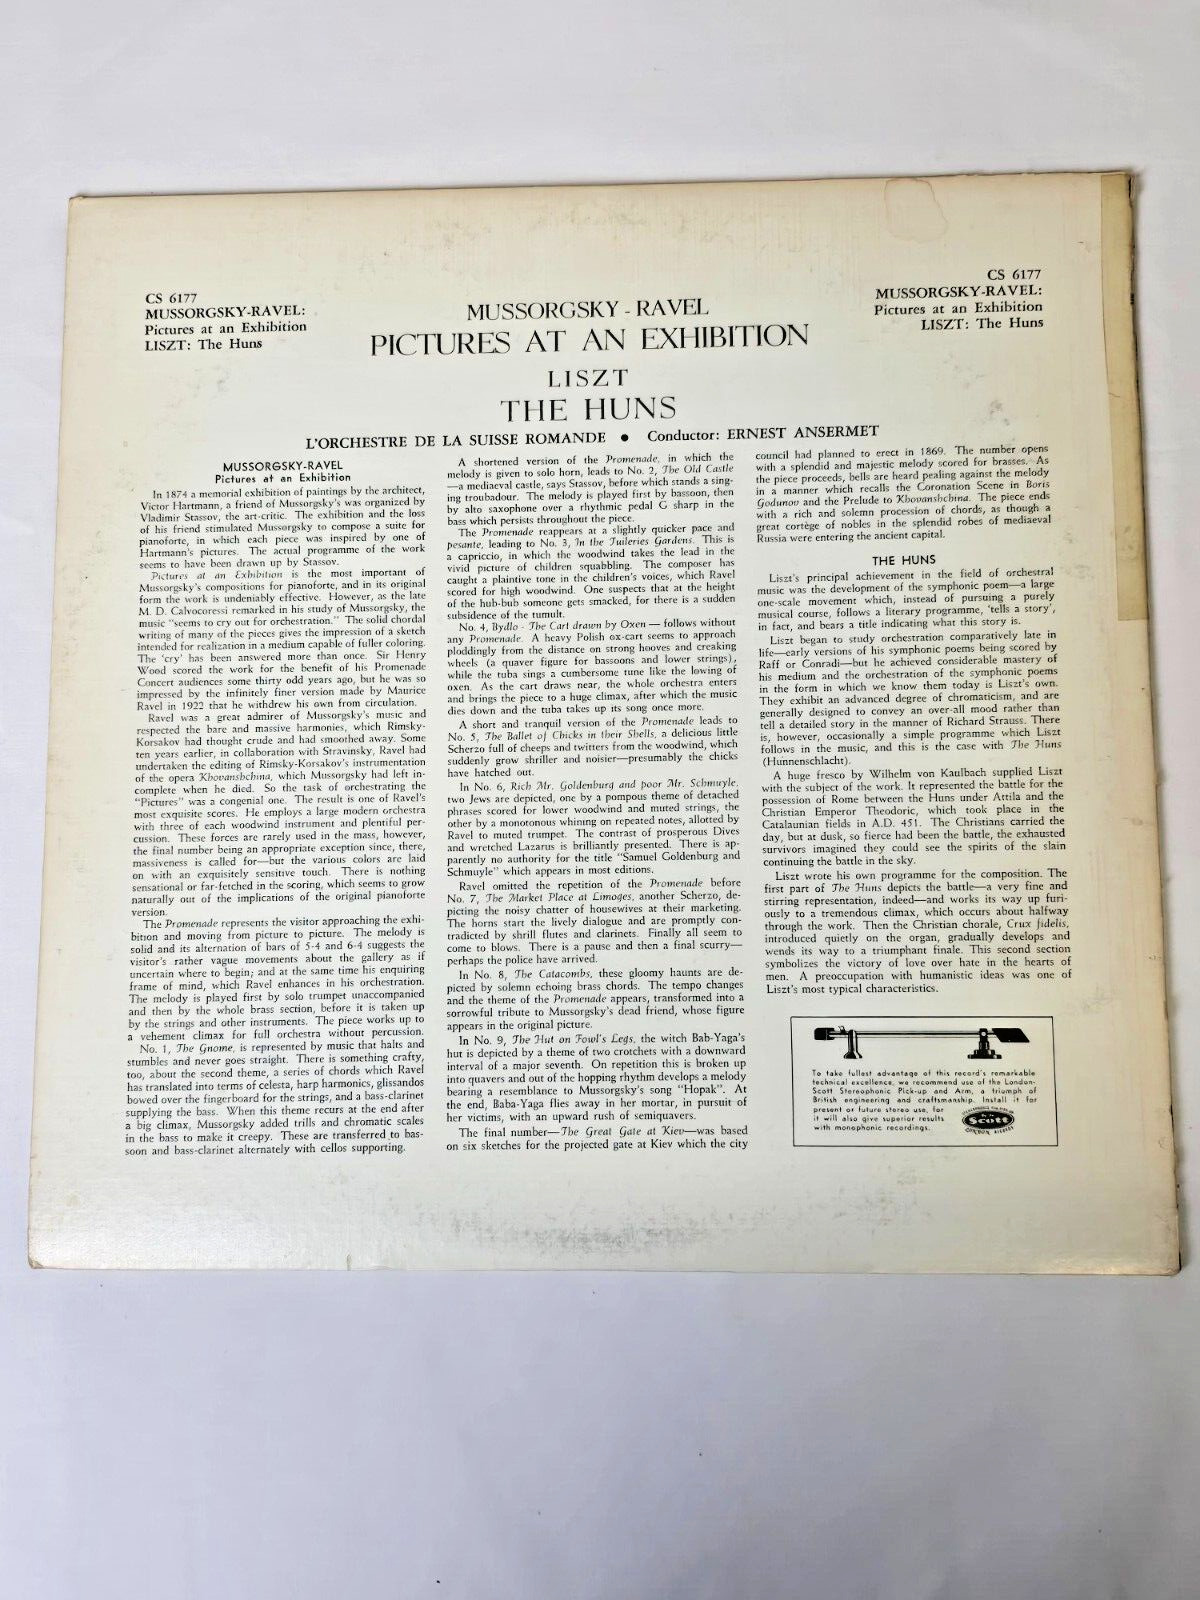 CS 6177
MUSSORGSKY-RAVEL:
Pictures at an Exhibition
LISZT: The Huns
MUSSORGSKY - RAVEL
PICTURES AT AN EXHIBITION
LISZT
THE HUNS
L'ORCHESTRE DE LA SUISSE ROMANDE ● Conductor: ERNEST ANSERMET
CS 6177
MUSSORGSKY-RAVEL:
Pictures at an Exhibition
LISZT: The Huns
MUSSORGSKY-RAVEL
Pictures at an Exhibition
In 1874 a memorial exhibition of paintings by the architect,
Victor Hartmann, a friend of Mussorgsky's was organized by
Vladimir Stassov, the art-critic. The exhibition and the loss
of his friend stimulated Mussorgsky to compose a suite for
pianoforte, in which each piece was inspired by one of
Hartmann's pictures. The actual programme of the work
seems to have been drawn up by Stassov.
Pictures at an Exhibition is the most important of
Mussorgsky's compositions for pianoforte, and in its original
form the work is undeniably effective. However, as the late
M. D. Calvocoressi remarked in his study of Mussorgsky, the
music "seems to cry out for orchestration." The solid chordal
writing of many of the pieces gives the impression of a sketch
intended for realization in a medium capable of fuller coloring.
The 'cry' has been answered more than once. Sir Henry
Wood scored the work for the benefit of his Promenade
Concert audiences some thirty odd years ago, but he was so
impressed by the infinitely finer version made by Maurice
Ravel in 1922 that he withdrew his own from circulation.
Ravel was a great admirer of Mussorgsky's music and
respected the bare and massive harmonies, which Rimsky-
Korsakov had thought crude and had smoothed away. Some
ten years earlier, in collaboration with Stravinsky, Ravel had
undertaken the editing of Rimsky-Korsakov's instrumentation
of the opera Khovanshchina, which Mussorgsky had left in-
complete when he died. So the task of orchestrating the
"Pictures" was a congenial one. The result is one of Ravel's
most exquisite scores. He employs a large modern orchestra
with three of each woodwind instrument and plentiful per-
cussion. These forces are rarely used in the mass, however,
the final number being an appropriate exception since, there,
massiveness is called for—but the various colors are laid
on with an exquisitely sensitive touch. There is nothing
sensational or far-fetched in the scoring, which seems to grow
naturally out of the implications of the original pianoforte
version.
The Promenade represents the visitor approaching the exhi-
bition and moving from picture to picture. The melody is
solid and its alternation of bars of 5-4 and 6-4 suggests the
visitor's rather vague movements about the gallery as if
uncertain where to begin; and at the same time his enquiring
frame of mind, which Ravel enhances in his orchestration.
The melody is played first by solo trumpet unaccompanied
and then by the whole brass section, before it is taken up
by the strings and other instruments. The piece works up to
a vehement climax for full orchestra without percussion.
No. 1, The Gnome, is represented by music that halts and
stumbles and never goes straight. There is something crafty,
too, about the second theme, a series of chords which Ravel
has translated into terms of celesta, harp harmonics, glissandos
bowed over the fingerboard for the strings, and a bass-clarinet
supplying the bass. When this theme recurs at the end after
a big climax, Mussorgsky added trills and chromatic scales
in the bass to make it creepy. These are transferred to bas-
soon and bass-clarinet alternately with cellos supporting.
A shortened version of the Promenade, in which the
melody is given to solo horn, leads to No. 2, The Old Castle
—a mediaeval castle, says Stassov, before which stands a sing-
ing troubadour. The melody is played first by bassoon, then
by alto saxophone over a rhythmic pedal G sharp in the
bass which persists throughout the piece.
The Promenade reappears at a slightly quicker pace and
pesante, leading to No. 3, In the Tuileries Gardens. This is
a capriccio, in which the woodwind takes the lead in the
vivid picture of children squabbling. The composer has
caught a plaintive tone in the children's voices, which Ravel
scored for high woodwind. One suspects that at the height
of the hub-bub someone gets smacked, for there is a sudden
subsidence of the tumult.
No. 4, Bydlo - The Cart drawn by Oxen — follows without
any Promenade. A heavy Polish ox-cart seems to approach
ploddingly from the distance on strong hooves and creaking
wheels (a quaver figure for bassoons and lower strings),
while the tuba sings a cumbersome tune like the lowing of
oxen. As the cart draws near, the whole orchestra enters
and brings the piece to a huge climax, after which the music
dies down and the tuba takes up its song once more.
A short and tranquil version of the Promenade leads to
No. 5, The Ballet of Chicks in their Shells, a delicious little
Scherzo full of cheeps and twitters from the woodwind, which
suddenly grow shriller and noisier—presumably the chicks
have hatched out.
In No. 6, Rich Mr. Goldenburg and poor Mr. Schmuyle,
two Jews are depicted, one by a pompous theme of detached
phrases scored for lower woodwind and muted strings, the
other by a monotonous whining on repeated notes, allotted by
Ravel to muted trumpet. The contrast of prosperous Dives
and wretched Lazarus is brilliantly presented. There is ap-
parently no authority for the title "Samuel Goldenburg and
Schmuyle" which appears in most editions.
Ravel omitted the repetition of the Promenade before
No. 7, The Market Place at Limoges, another Scherzo, de-
picting the noisy chatter of housewives at their marketing.
The horns start the lively dialogue and are promptly con-
tradicted by shrill flutes and clarinets. Finally all seem to
come to blows. There is a pause and then a final scurry—
perhaps the police have arrived.
In No. 8, The Catacombs, these gloomy haunts are de-
picted by solemn echoing brass chords. The tempo changes
and the theme of the Promenade appears, transformed into a
sorrowful tribute to Mussorgsky's dead friend, whose figure
appears in the original picture.
In No. 9, The Hut on Fowl's Legs, the witch Bab-Yaga's
hut is depicted by a theme of two crotchets with a downward
interval of a major seventh. On repetition this is broken up
into quavers and out of the hopping rhythm develops a melody
bearing a resemblance to Mussorgsky's song "Hopak". At
the end, Baba-Yaga flies away in her mortar, in pursuit of
her victims, with an upward rush of semiquavers.
The final number—The Great Gate at Kiev—was based
on six sketches for the projected gate at Kiev which the city
council had planned to erect in 1869. The number opens
with a splendid and majestic melody scored for brasses. As
the piece proceeds, bells are heard pealing against the melody
in a manner which recalls the Coronation Scene in Boris
Godunov and the Prelude to Khovanshchina. The piece ends
with a rich and solemn procession of chords, as though a
great cortège of nobles in the splendid robes of mediaeval
Russia were entering the ancient capital.
THE HUNS
Liszt's principal achievement in the field of orchestral
music was the development of the symphonic poem—a large
one-scale movement which, instead of pursuing a purely
musical course, follows a literary programme, 'tells a story',
in fact, and bears a title indicating what this story is.
Liszt began to study orchestration comparatively late in
life—early versions of his symphonic poems being scored by
Raff or Conradi—but he achieved considerable mastery of
his medium and the orchestration of the symphonic poems
in the form in which we know them today is Liszt's own.
They exhibit an advanced degree of chromaticism, and are
generally designed to convey an over-all mood rather than
tell a detailed story in the manner of Richard Strauss. There
is, however, occasionally a simple programme which Liszt
follows in the music, and this is the case with The Huns
(Hunnenschlacht).
A huge fresco by Wilhelm von Kaulbach supplied Liszt
with the subject of the work. It represented the battle for the
possession of Rome between the Huns under Attila and the
Christian Emperor Theodoric, which took place in the
Catalaunian fields in A.D. 451. The Christians carried the
day, but at dusk, so fierce had been the battle, the exhausted
survivors imagined they could see the spirits of the slain
continuing the battle in the sky.
Liszt wrote his own programme for the composition. The
first part of The Huns depicts the battle—a very fine and
stirring representation, indeed—and works its way up furi-
ously to a tremendous climax, which occurs about halfway
through the work. Then the Christian chorale, Crux fidelis,
introduced quietly on the organ, gradually develops and
wends its way to a triumphant finale. This second section
symbolizes the victory of love over hate in the hearts of
men. A preoccupation with humanistic ideas was one of
Liszt's most typical characteristics.
To take fullest advantage of this record's remarkable
technical excellence, we recommend use of the London-
Scott Stereophonic Pick-up and Arm, a triumph of
British engineering and craftsmanship. Install it for
present or future stereo use, for
it will also give superior results
with monophonic recordings.
Scott